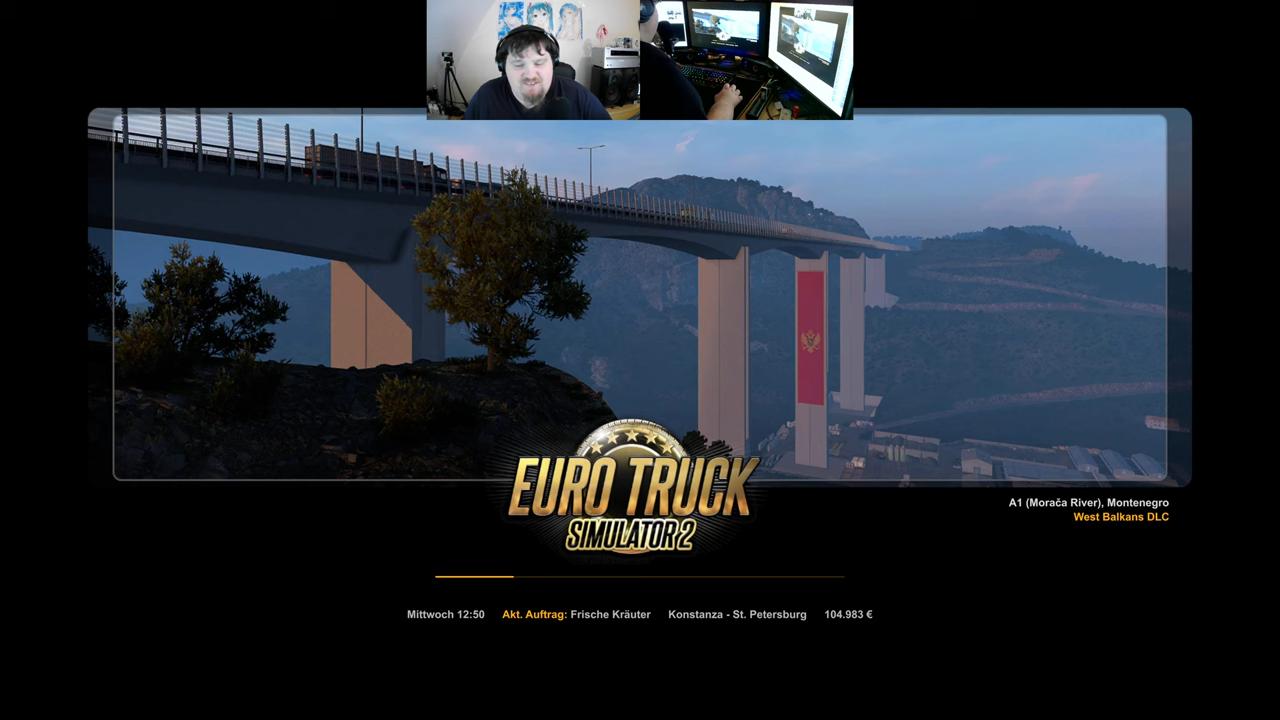 EURO TRUCK
SIMULATOR 2
A1 (Morača River), Montenegro
West Balkans DLC
Mittwoch 12:50 Akt. Auftrag: Frische Kräuter Konstanza - St. Petersburg 104.983 €